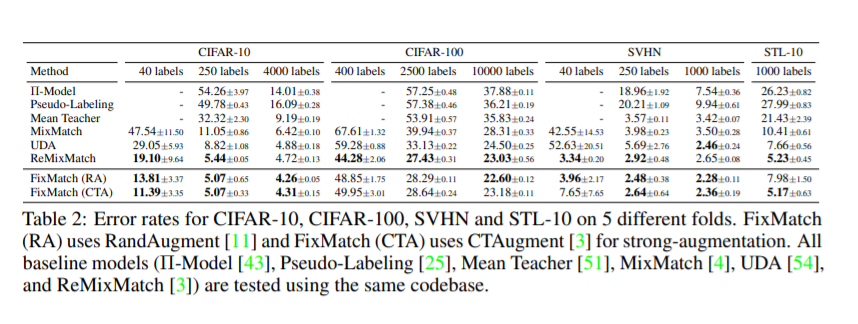 CIFAR-10 CIFAR-100 SVHN STL-10
Method 40 labels 250 labels 4000 labels 400 labels 2500 labels 10000 labels 40 labels 250 labels 1000 labels 1000 labels
Π-Model - 54.26±3.97 14.01±0.38 - 57.25±0.48 37.88±0.11 - 18.96±1.92 7.54±0.36 26.23±0.82
Pseudo-Labeling - 49.78±0.43 16.09±0.28 - 57.38±0.46 36.21±0.19 - 20.21±1.09 9.94±0.61 27.99±0.83
Mean Teacher - 32.32±2.30 9.19±0.19 - 53.91±0.57 35.83±0.24 - 3.57±0.11 3.42±0.07 21.43±2.39
MixMatch 47.54±11.50 11.05±0.86 6.42±0.10 67.61±1.32 39.94±0.37 28.31±0.33 42.55±14.53 3.98±0.23 3.50±0.28 10.41±0.61
UDA 29.05±5.93 8.82±1.08 4.88±0.18 59.28±0.88 33.13±0.22 24.50±0.25 52.63±20.51 5.69±2.76 2.46±0.24 7.66±0.56
ReMixMatch 19.10±9.64 5.44±0.05 4.72±0.13 44.28±2.06 27.43±0.31 23.03±0.56 3.34±0.20 2.92±0.48 2.65±0.08 5.23±0.45
FixMatch (RA) 13.81±3.37 5.07±0.65 4.26±0.05 48.85±1.75 28.29±0.11 22.60±0.12 3.96±2.17 2.48±0.38 2.28±0.11 7.98±1.50
FixMatch (CTA) 11.39±3.35 5.07±0.33 4.31±0.15 49.95±3.01 28.64±0.24 23.18±0.11 7.65±7.65 2.64±0.64 2.36±0.19 5.17±0.63
Table 2: Error rates for CIFAR-10, CIFAR-100, SVHN and STL-10 on 5 different folds. FixMatch
(RA) uses RandAugment [11] and FixMatch (CTA) uses CTAugment [3] for strong-augmentation. All
baseline models (Π-Model [43], Pseudo-Labeling [25], Mean Teacher [51], MixMatch [4], UDA [54],
and ReMixMatch [3]) are tested using the same codebase.